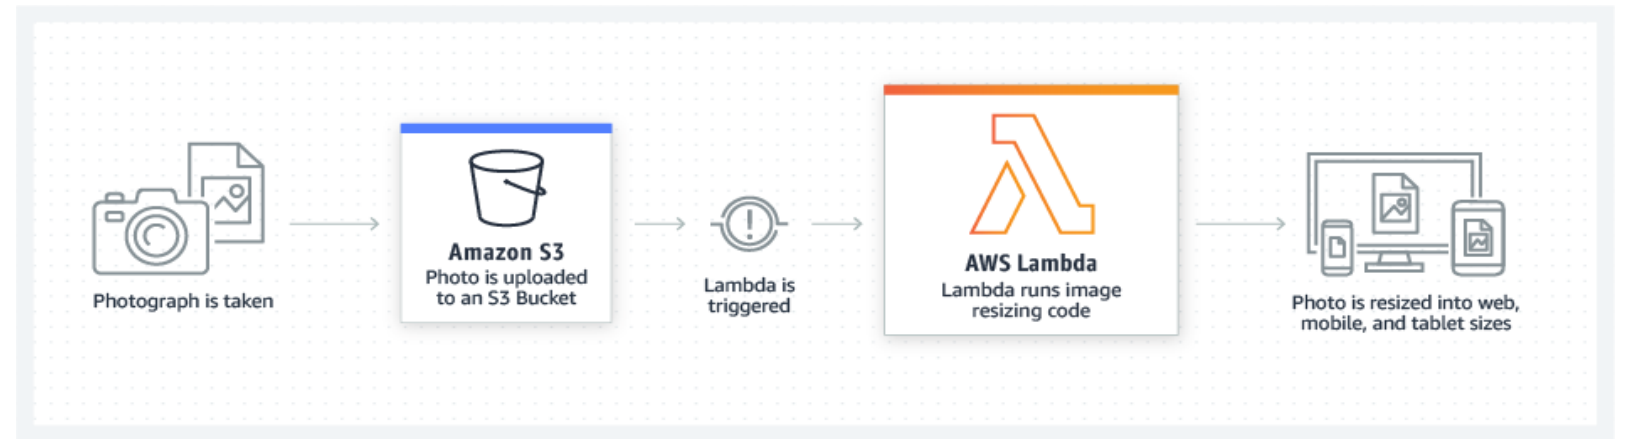 Photograph is taken
Amazon S3
Photo is uploaded
to an S3 Bucket
Lambda is
triggered
AWS Lambda
Lambda runs image
resizing code
Photo is resized into web,
mobile, and tablet sizes